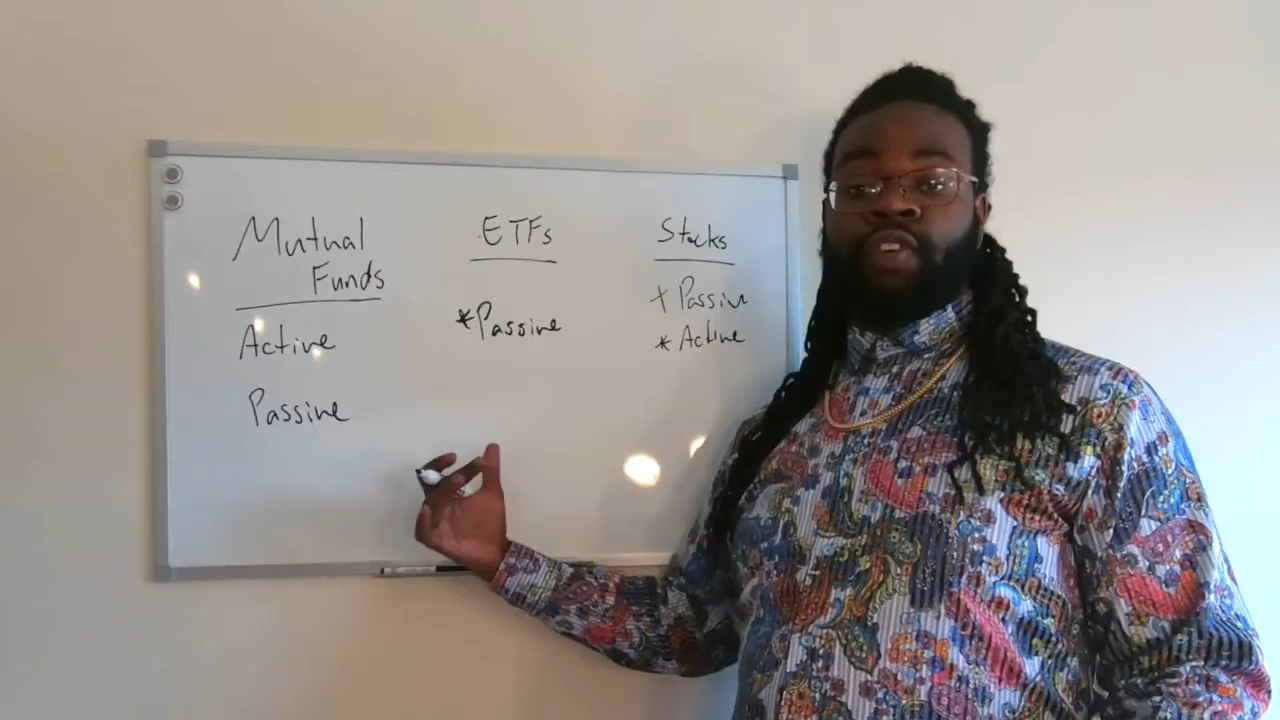 Mutual
Funds
Active
Passive
ETFs
*Passive
Stocks
+ Passive
* Active